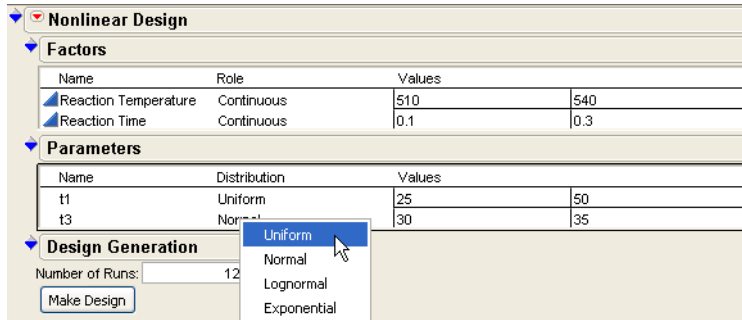 Nonlinear Design
Factors
Name Role Values
Reaction Temperature Continuous 510 540
Reaction Time Continuous 0.1 0.3
Parameters
Name Distribution Values
t1 Uniform 25 50
t3 30 35
Uniform
Normal
Lognormal
Exponential
Design Generation
Number of Runs: 12
Make Design